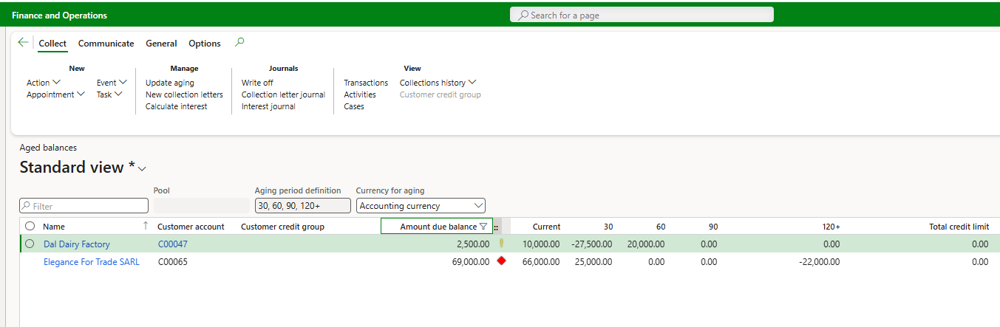 Finance and Operations
Search for a page
Collect Communicate General Options
New Manage Journals View
Action Event Update aging Write off Transactions Collections history
Appointment Task New collection letters Collection letter journal Activities Customer credit group
Calculate interest Interest journal Cases
Aged balances
Standard view *
Pool Aging period definition Currency for aging
Filter 30, 60, 90, 120+ Accounting currency
Name Customer account Customer credit group Amount due balance Current 30 60 90 120+ Total credit limit
Dal Dairy Factory C00047 2,500.00 10,000.00 -27,500.00 20,000.00 0.00 0.00 0.00
Elegance For Trade SARL C00065 69,000.00 66,000.00 25,000.00 0.00 0.00 -22,000.00 0.00